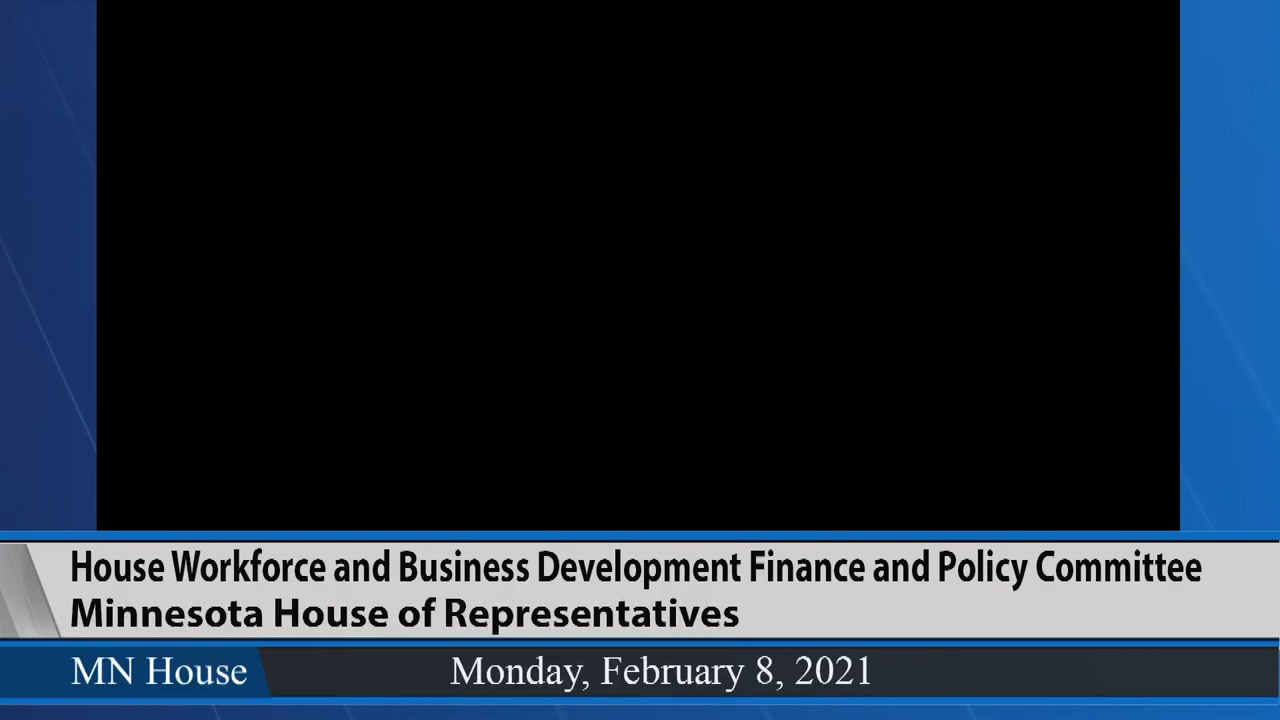 House Workforce and Business Development Finance and Policy Committee
Minnesota House of Representatives
MN House
Monday, February 8, 2021